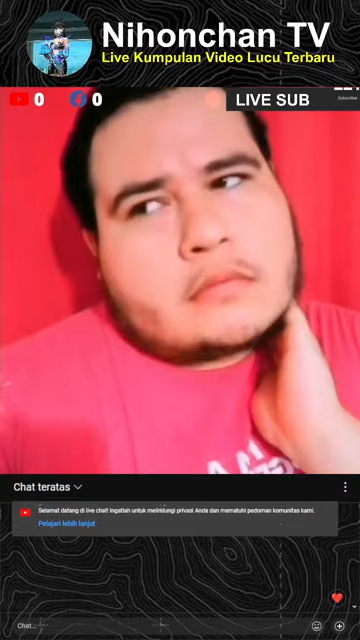 Nihonchan TV
Live Kumpulan Video Lucu Terbaru
0 0 LIVE SUB
Subscribe
Chat teratas
Selamat datang di live chat! Ingatlah untuk melindungi privasi Anda dan mematuhi pedoman komunitas kami.
Pelajari lebih lanjut
Chat...